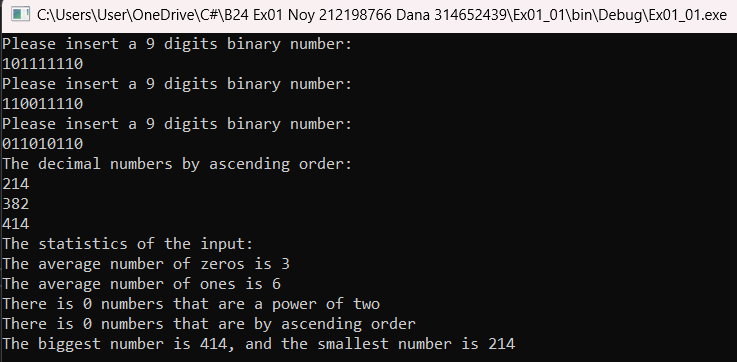 C:\Users\User\OneDrive\C#\B24 Ex01 Noy 212198766 Dana 314652439\Ex01_01\bin\Debug\Ex01_01.exe
Please insert a 9 digits binary number:
101111110
Please insert a 9 digits binary number:
110011110
Please insert a 9 digits binary number:
011010110
The decimal numbers by ascending order:
214
382
414
The statistics of the input:
The average number of zeros is 3
The average number of ones is 6
There is 0 numbers that are a power of two
There is 0 numbers that are by ascending order
The biggest number is 414, and the smallest number is 214